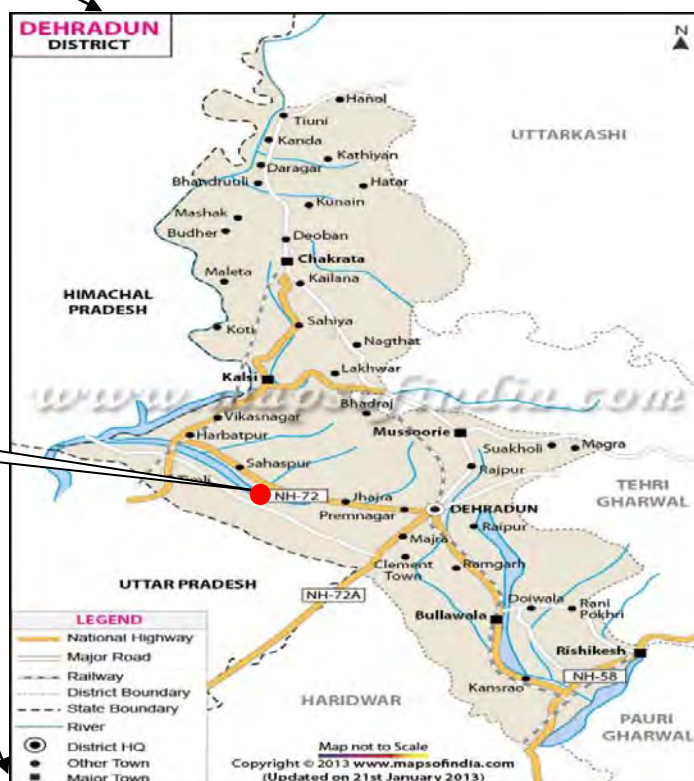 DEHRADUN
DISTRICT
N
Hanol
Tiuni
UTTARKASHI
Kanda
Kathiyan
Daragar
Bhandrauli
Hatar
Kunain
Mashak
Budher
Deoban
Chakrata
Maleta
Kailana
HIMACHAL
PRADESH
Koti
Sahiya
Nagthat
Lakhwar
Kalsi
www.mapsofindia.com
Bhadraj
Vikasnagar
Harbatpur
Mussoorie
Suakholi
Magra
Sahaspur
Rajpur
TEHRI
GHARWAL
NH-72
Jhajra
Premnagar
DEHRADUN
Raipur
Majra
Clement
Town
Ramgarh
UTTAR PRADESH
NH-72A
Doiwala
Rani
Pokhri
Bullawala
Rishikesh
NH-58
Kansrao
HARIDWAR
PAURI
GHARWAL
LEGEND
National Highway
Major Road
Railway
District Boundary
State Boundary
River
District HQ
Other Town
Major Town
Map not to Scale
Copyright © 2013 www.mapsofindia.com
(Updated on 21st January 2013)